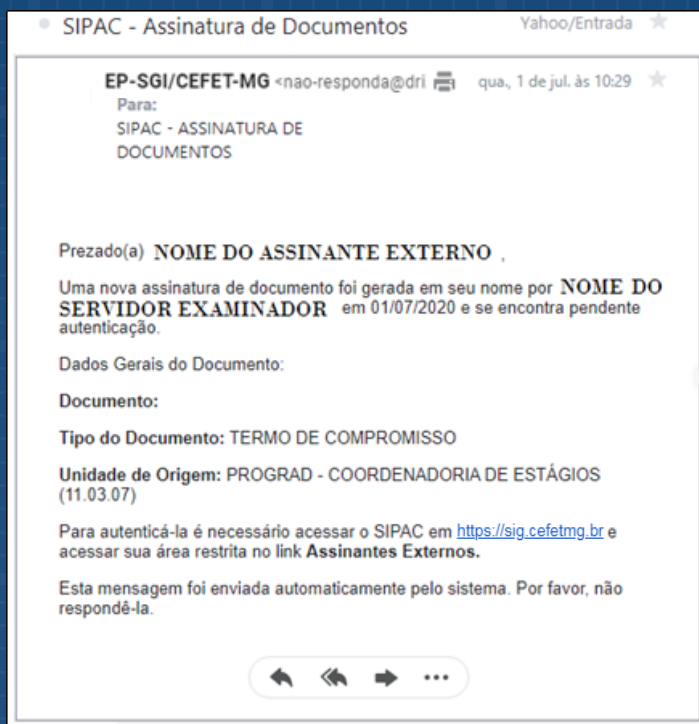 SIPAC - Assinatura de Documentos Yahoo/Entrada
EP-SGI/CEFET-MG <nao-responda@dri qua., 1 de jul. às 10:29
Para:
SIPAC - ASSINATURA DE
DOCUMENTOS
Prezado(a) NOME DO ASSINANTE EXTERNO ,
Uma nova assinatura de documento foi gerada em seu nome por NOME DO
SERVIDOR EXAMINADOR em 01/07/2020 e se encontra pendente
autenticação.
Dados Gerais do Documento:
Documento:
Tipo do Documento: TERMO DE COMPROMISSO
Unidade de Origem: PROGRAD - COORDENADORIA DE ESTÁGIOS
(11.03.07)
Para autenticá-la é necessário acessar o SIPAC em https://sig.cefetmg.br e
acessar sua área restrita no link Assinantes Externos.
Esta mensagem foi enviada automaticamente pelo sistema. Por favor, não
respondê-la.